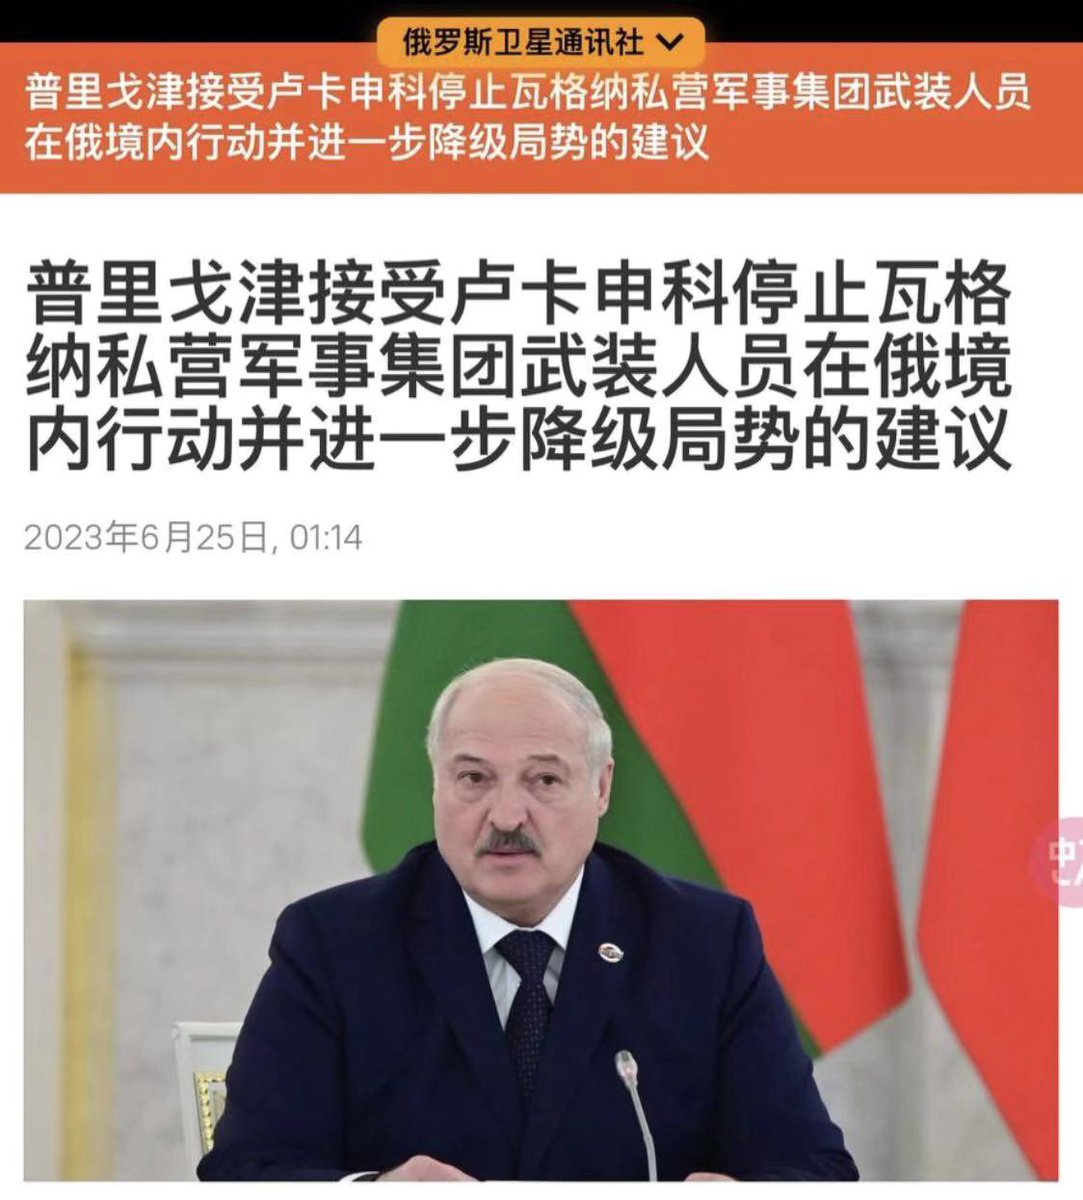 俄罗斯卫星通讯社
普里戈津接受卢卡申科停止瓦格纳私营军事集团武装人员
在俄境内行动并进一步降级局势的建议
普里戈津接受卢卡申科停止瓦格
纳私营军事集团武装人员在俄境
内行动并进一步降级局势的建议
2023年6月25日, 01:14
中